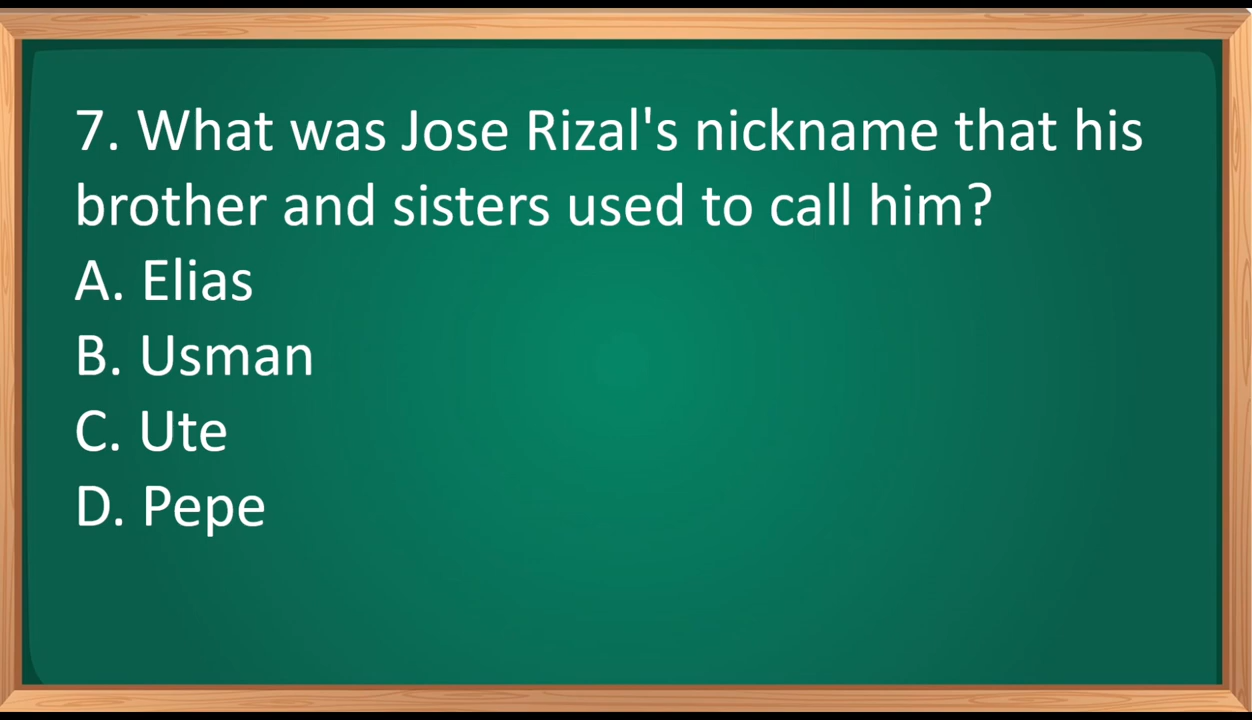 7. What was Jose Rizal's nickname that his
brother and sisters used to call him?
A. Elias
B. Usman
C. Ute
D. Pepe